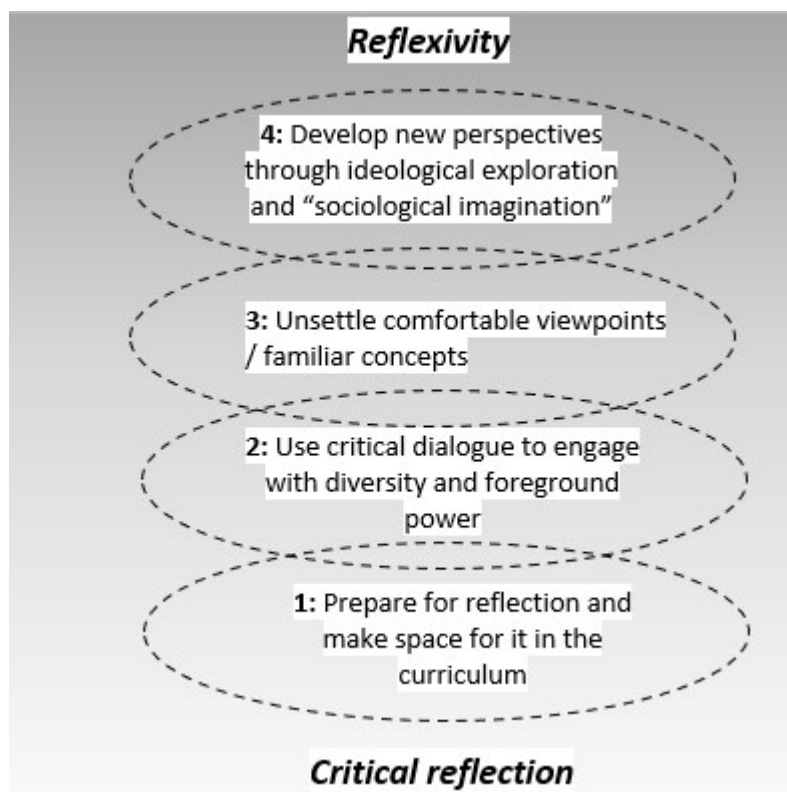 Reflexivity
4: Develop new perspectives
through ideological exploration
and “sociological imagination”
3: Unsettle comfortable viewpoints
/ familiar concepts
2: Use critical dialogue to engage
with diversity and foreground
power
1: Prepare for reflection and
make space for it in the
curriculum
Critical reflection